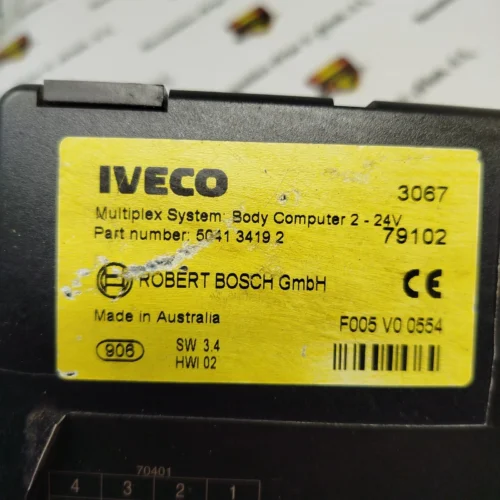 IVECO 3067
Multiplex System: Body Computer 2 - 24V
Part number: 5041 3419 2 79102
ROBERT BOSCH GmbH CE
Made in Australia F005 V0 0554
906 SW 3.4
HWI 02
70401
4 3 2 1